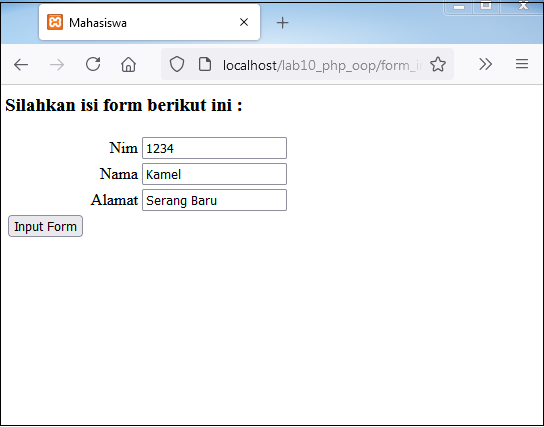 Mahasiswa
localhost/lab10_php_oop/form_i
Silahkan isi form berikut ini :
Nim 1234
Nama Kamel
Alamat Serang Baru
Input Form